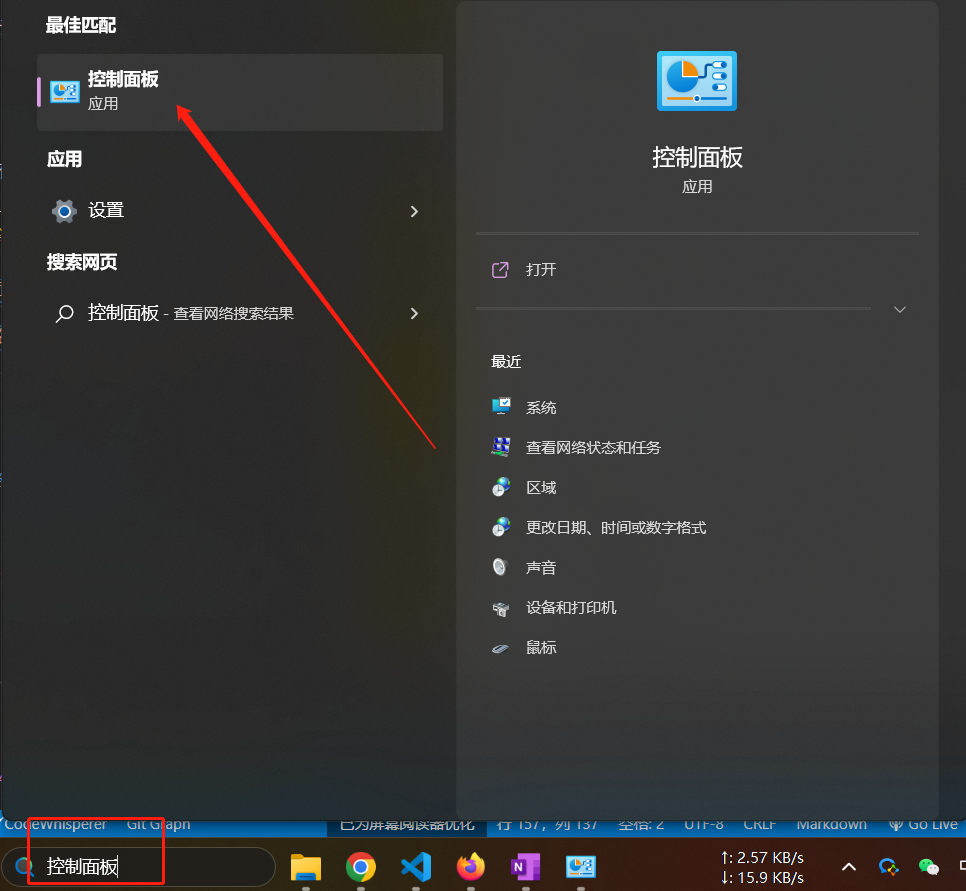 最佳匹配
控制面板
应用
应用
设置
搜索网页
控制面板 - 查看网络搜索结果
控制面板
应用
打开
最近
系统
查看网络状态和任务
区域
更改日期、时间或数字格式
声音
设备和打印机
鼠标
CodeWhisperer Git Graph 已为屏幕阅读器优化 行 157，列 137 空格: 2 UTF-8 CRLF Markdown Go Live
控制面板
↑: 2.57 KB/s
↓: 15.9 KB/s